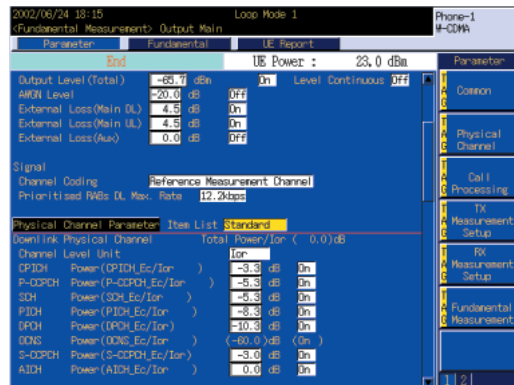 2002/06/24 18:15 Loop Mode 1
<Fundamental Measurement> Output Main
Phone-1
W-CDMA
Parameter Fundamental UE Report
End UE Power : 23.0 dBm Parameter
Output Level(Total) -65.7 dBm On Level Continuous Off
AWGN Level -20.0 dB Off
External Loss(Main DL) 4.5 dB On
External Loss(Main UL) 4.5 dB On
External Loss(Aux) 0.0 dB Off
Signal
Channel Coding Reference Measurement Channel
Prioritised RABs DL Max. Rate 12.2kbps
Physical Channel Parameter Item List Standard
Downlink Physical Channel Total Power/Ior ( 0.0)dB
Channel Level Unit Ior
CPICH Power(CPICH_Ec/Ior ) -3.3 dB On
P-CCPCH Power(P-CCPCH_Ec/Ior ) -5.3 dB On
SCH Power(SCH_Ec/Ior ) -5.3 dB On
PICH Power(PICH_Ec/Ior ) -8.3 dB On
DPCH Power(DPCH_Ec/Ior) -10.3 dB On
OCNS Power(OCNS_Ec/Ior (-60.0)dB (On )
S-CCPCH Power(S-CCPCH_Ec/Ior ) -3.0 dB On
AICH Power(AICH_Ec/Ior ) 0.0 dB On
TAG Common
TAG Physical Channel
TAG Call Processing
TAG TX Measurement Setup
TAG RX Measurement Setup
TAG Fundamental Measurement
1 2